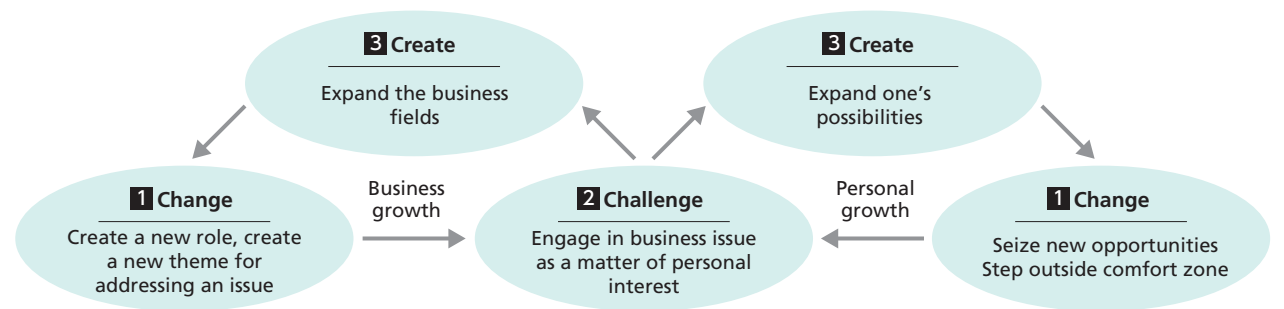 3 Create
Expand the business
fields
3 Create
Expand one's
possibilities
1 Change
Create a new role, create
a new theme for
addressing an issue
Business
growth
2 Challenge
Engage in business issue
as a matter of personal
interest
Personal
growth
1 Change
Seize new opportunities
Step outside comfort zone